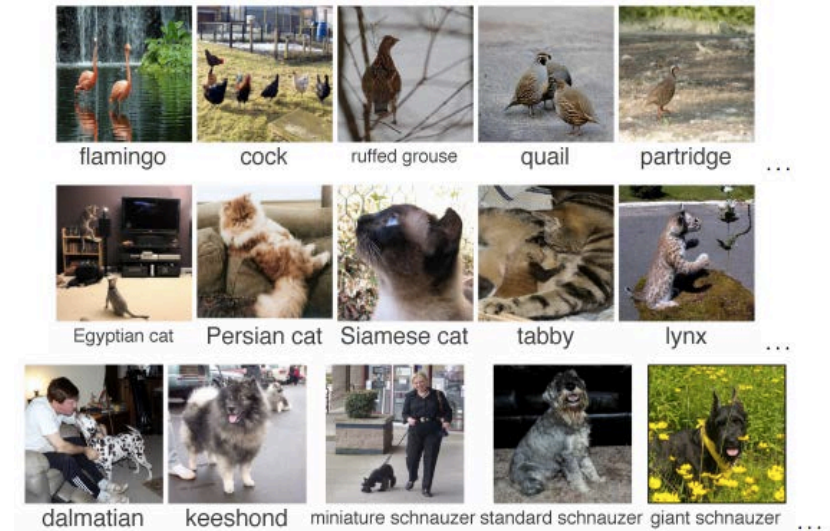 flamingo cock ruffed grouse quail partridge ...
Egyptian cat Persian cat Siamese cat tabby lynx ...
dalmatian keeshond miniature schnauzer standard schnauzer giant schnauzer ...